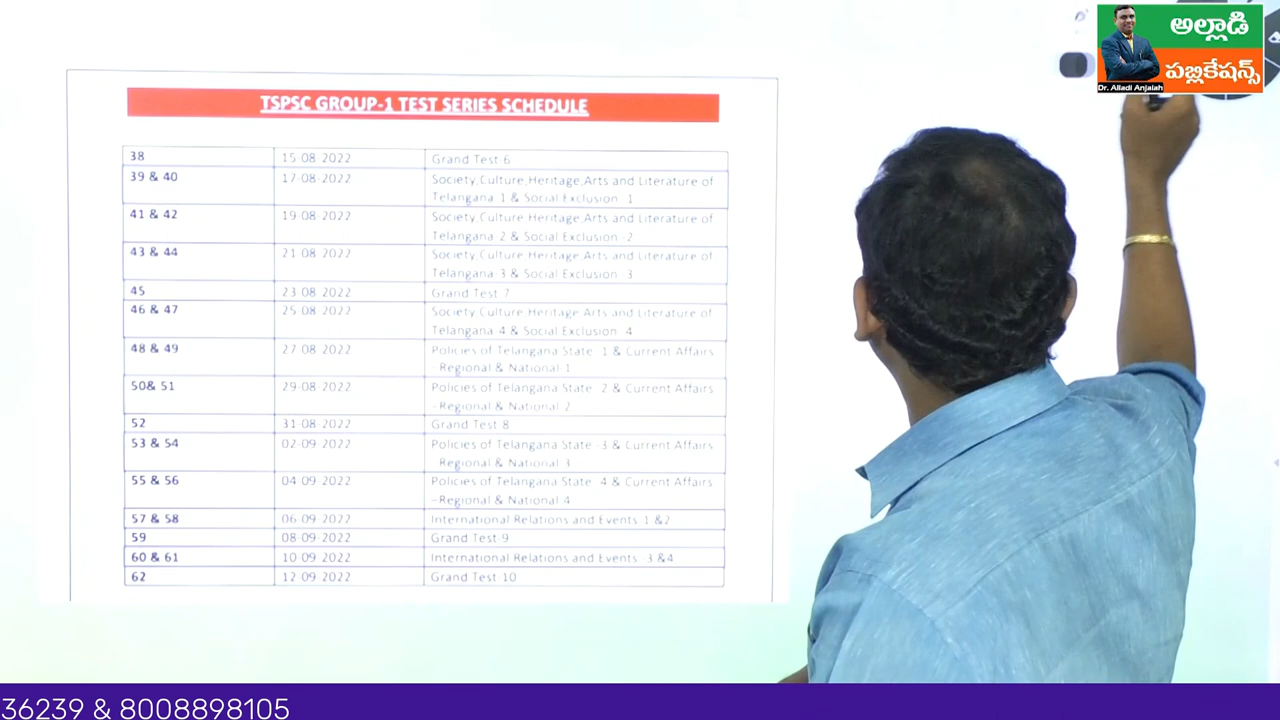 అల్లాడి
పబ్లికేషన్స్
Dr. Alladi Anjaiah
TSPSC GROUP-1 TEST SERIES SCHEDULE
38 15-08-2022 Grand Test-6
39 & 40 17-08-2022 Society,Culture,Heritage,Arts and Literature of
Telangana-1 & Social Exclusion -1
41 & 42 19-08-2022 Society,Culture Heritage,Arts and Literature of
Telangana-2 & Social Exclusion -2
43 & 44 21-08-2022 Society,Culture Heritage Arts and Literature of
Telangana-3 & Social Exclusion -3
45 23-08-2022 Grand Test-7
46 & 47 25-08-2022 Society,Culture Heritage Arts and Literature of
Telangana-4 & Social Exclusion -4
48 & 49 27-08-2022 Policies of Telangana State -1 & Current Affairs
-Regional & National-1
50& 51 29-08-2022 Policies of Telangana State -2 & Current Affairs
-Regional & National-2
52 31-08-2022 Grand Test-8
53 & 54 02-09-2022 Policies of Telangana State -3 & Current Affairs
-Regional & National-3
55 & 56 04-09-2022 Policies of Telangana State -4 & Current Affairs
-Regional & National-4
57 & 58 06-09-2022 International Relations and Events-1 &2
59 08-09-2022 Grand Test-9
60 & 61 10-09-2022 International Relations and Events -3 &4
62 12-09-2022 Grand Test-10
36239 & 8008898105